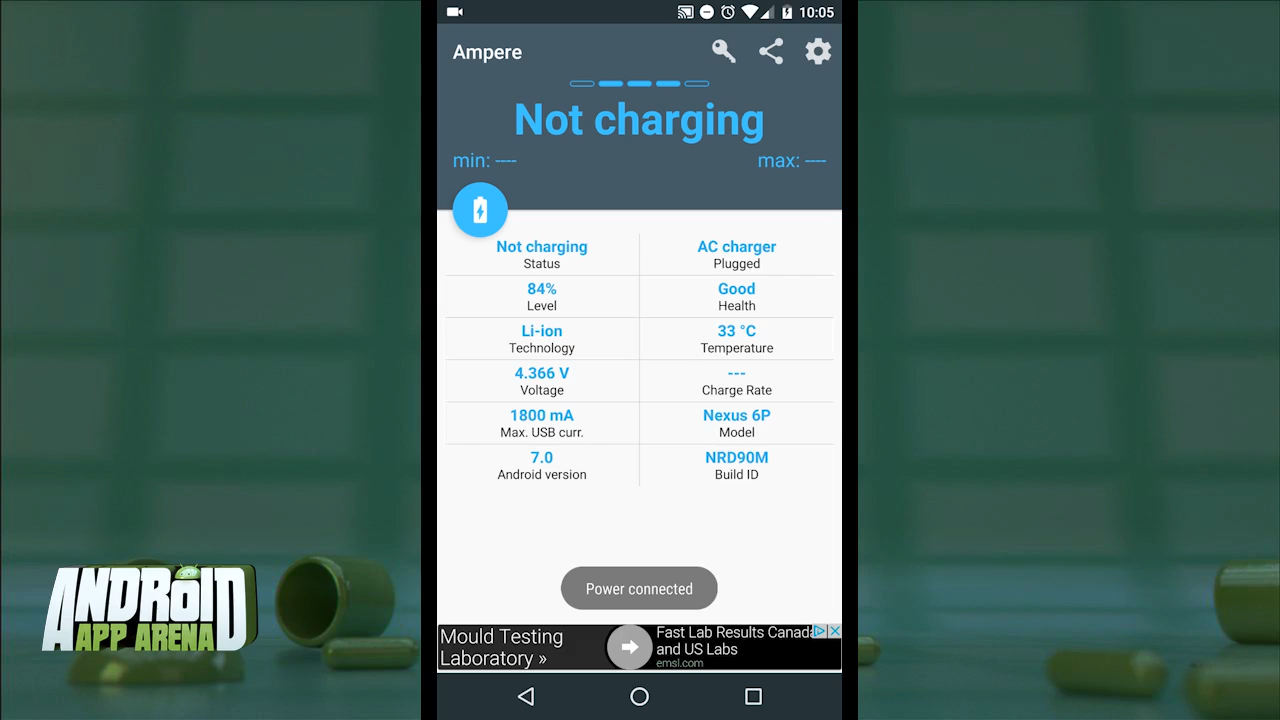 10:05
Ampere
Not charging
min: ----
max: ----
Not charging
Status
AC charger
Plugged
84%
Level
Good
Health
Li-ion
Technology
33 °C
Temperature
4.366 V
Voltage
---
Charge Rate
1800 mA
Max. USB curr.
Nexus 6P
Model
7.0
Android version
NRD90M
Build ID
Power connected
Mould Testing
Laboratory »
Fast Lab Results Canada
and US Labs
emsl.com
ANDROID
APP ARENA